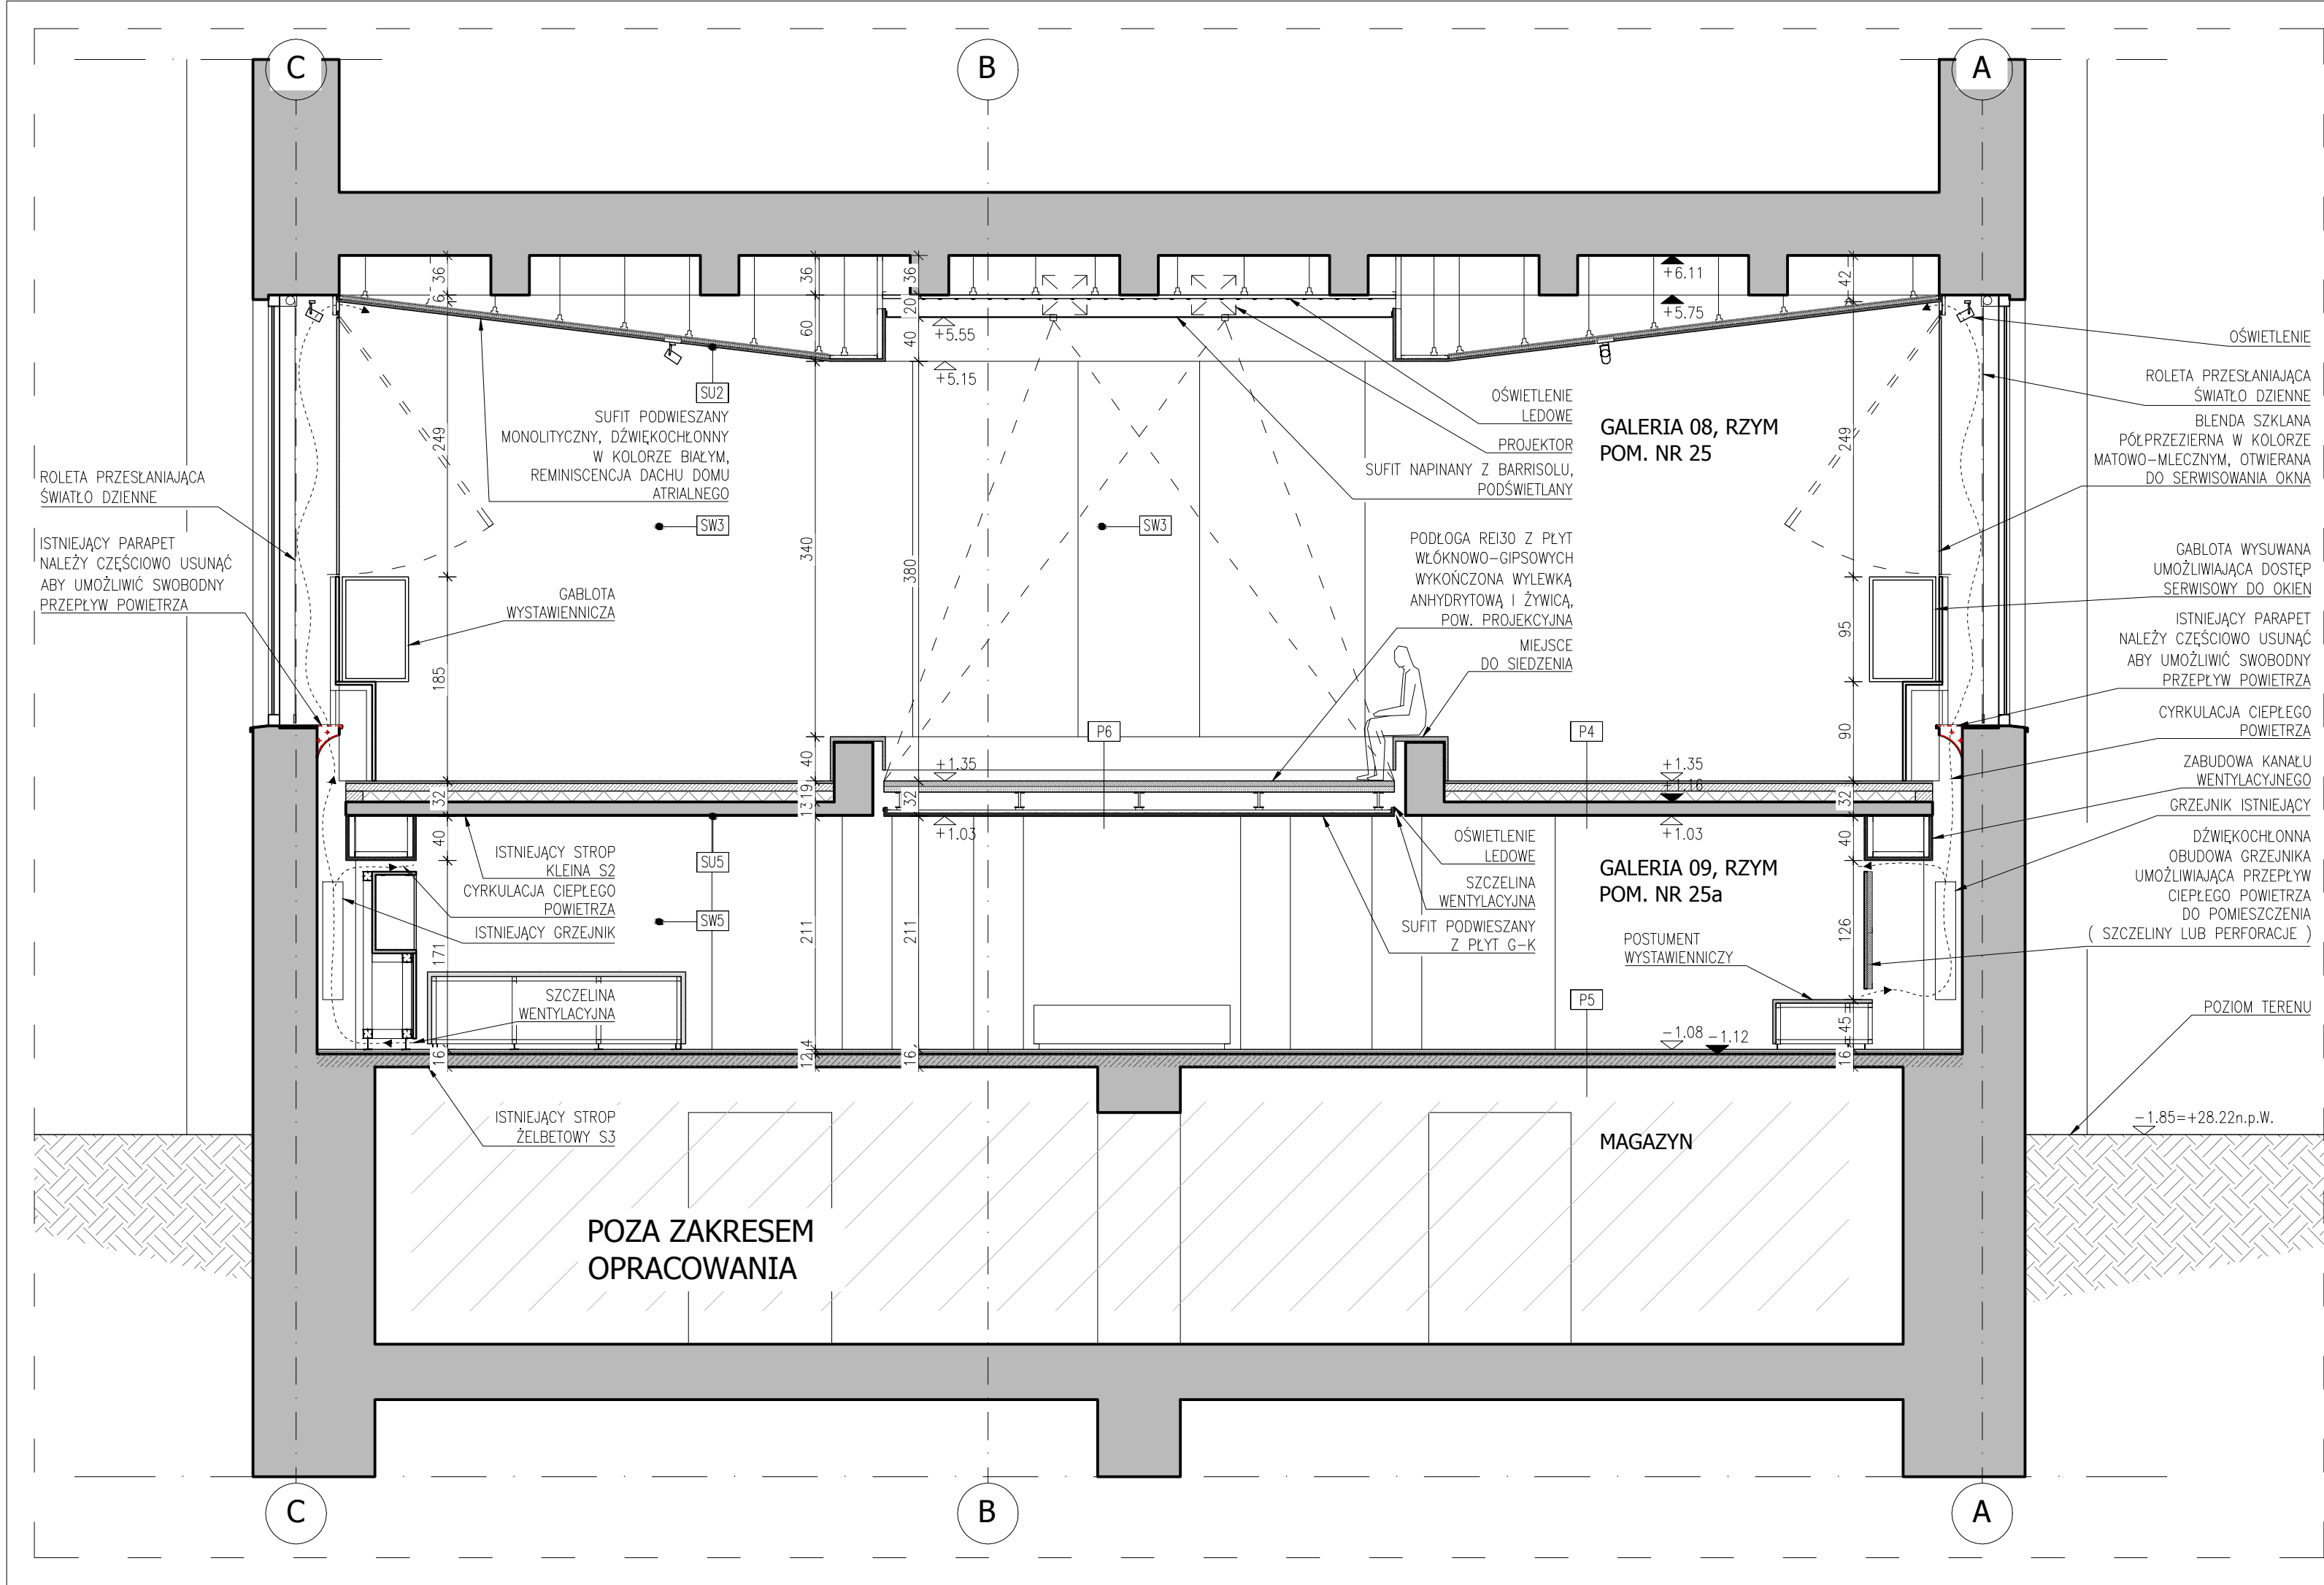 C
B
A
36
6
36
60
36
20
40
+6.11
+5.75
42
+5.55
+5.15
SU2
SUFIT PODWIESZANY
MONOLITYCZNY, DŹWIĘKOCHŁONNY
W KOLORZE BIAŁYM,
REMINISCENCJA DACHU DOMU
ATRIALNEGO
249
SW3
SW3
340
380
OŚWIETLENIE
LEDOWE
PROJEKTOR
SUFIT NAPINANY Z BARRISOLU,
PODŚWIETLANY
GALERIA 08, RZYM
POM. NR 25
249
PODŁOGA REI30 Z PŁYT
WŁÓKNOWO-GIPSOWYCH
WYKOŃCZONA WYLEWKĄ
ANHYDRYTOWĄ I ŻYWICĄ,
POW. PROJEKCYJNA
MIEJSCE
DO SIEDZENIA
ROLETA PRZESŁANIAJĄCA
ŚWIATŁO DZIENNE
ISTNIEJĄCY PARAPET
NALEŻY CZĘŚCIOWO USUNĄĆ
ABY UMOŻLIWIĆ SWOBODNY
PRZEPŁYW POWIETRZA
GABLOTA
WYSTAWIENNICZA
185
95
90
OŚWIETLENIE
ROLETA PRZESŁANIAJĄCA
ŚWIATŁO DZIENNE
BLENDA SZKLANA
PÓŁPRZEZIERNA W KOLORZE
MATOWO-MLECZNYM, OTWIERANA
DO SERWISOWANIA OKNA
GABLOTA WYSUWANA
UMOŻLIWIAJĄCA DOSTĘP
SERWISOWY DO OKIEN
ISTNIEJĄCY PARAPET
NALEŻY CZĘŚCIOWO USUNĄĆ
ABY UMOŻLIWIĆ SWOBODNY
PRZEPŁYW POWIETRZA
CYRKULACJA CIEPŁEGO
POWIETRZA
ZABUDOWA KANAŁU
WENTYLACYJNEGO
GRZEJNIK ISTNIEJĄCY
DŹWIĘKOCHŁONNA
OBUDOWA GRZEJNIKA
UMOŻLIWIAJĄCA PRZEPŁYW
CIEPŁEGO POWIETRZA
DO POMIESZCZENIA
( SZCZELINY LUB PERFORACJE )
POZIOM TERENU
-1.85=+28.22n.p.W.
P6
P4
40
+1.35
+1.35
+1.16
32
19
13
32
32
+1.03
+1.03
40
40
ISTNIEJĄCY STROP
KLEINA S2
CYRKULACJA CIEPŁEGO
POWIETRZA
ISTNIEJĄCY GRZEJNIK
SU5
SW5
OŚWIETLENIE
LEDOWE
SZCZELINA
WENTYLACYJNA
SUFIT PODWIESZANY
Z PŁYT G-K
GALERIA 09, RZYM
POM. NR 25a
POSTUMENT
WYSTAWIENNICZY
171
211
211
126
SZCZELINA
WENTYLACYJNA
P5
-1.08
-1.12
45
16
12
4
16
16
ISTNIEJĄCY STROP
ŻELBETOWY S3
MAGAZYN
POZA ZAKRESEM
OPRACOWANIA
C
B
A